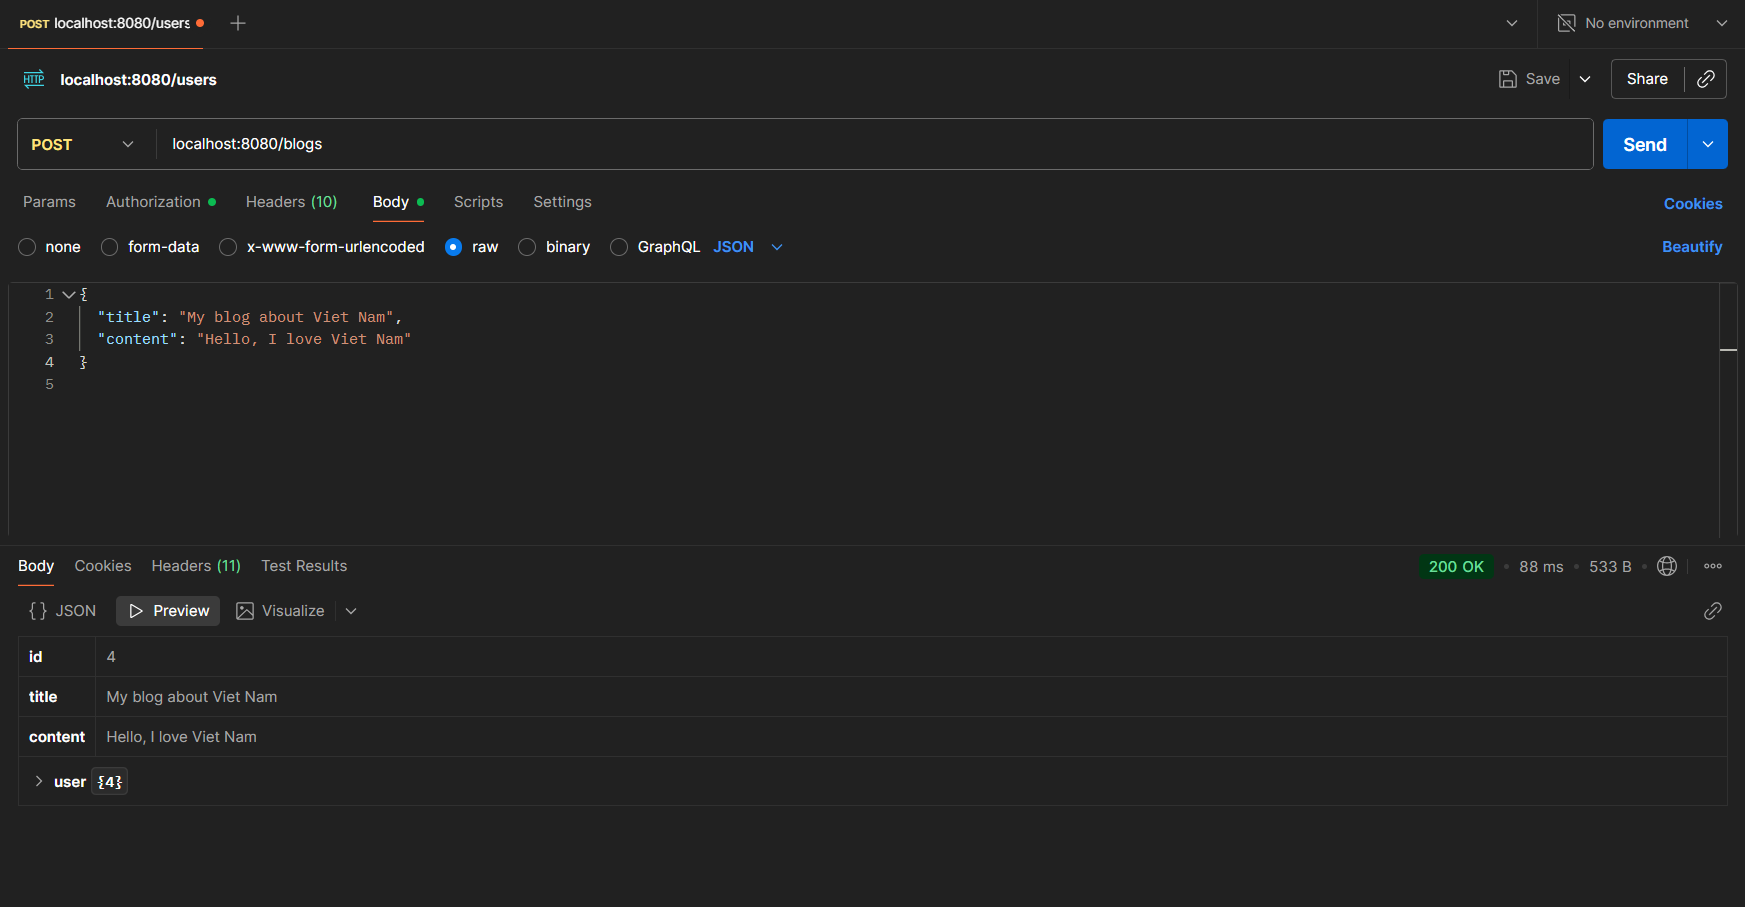 POST localhost:8080/users
No environment
HTTP localhost:8080/users
Save
Share
POST localhost:8080/blogs
Send
Params Authorization Headers (10) Body Scripts Settings Cookies
none form-data x-www-form-urlencoded raw binary GraphQL JSON Beautify
1 {
2 "title": "My blog about Viet Nam",
3 "content": "Hello, I love Viet Nam"
4 }
5
Body Cookies Headers (11) Test Results 200 OK • 88 ms • 533 B
{} JSON Preview Visualize
id 4
title My blog about Viet Nam
content Hello, I love Viet Nam
user {4}